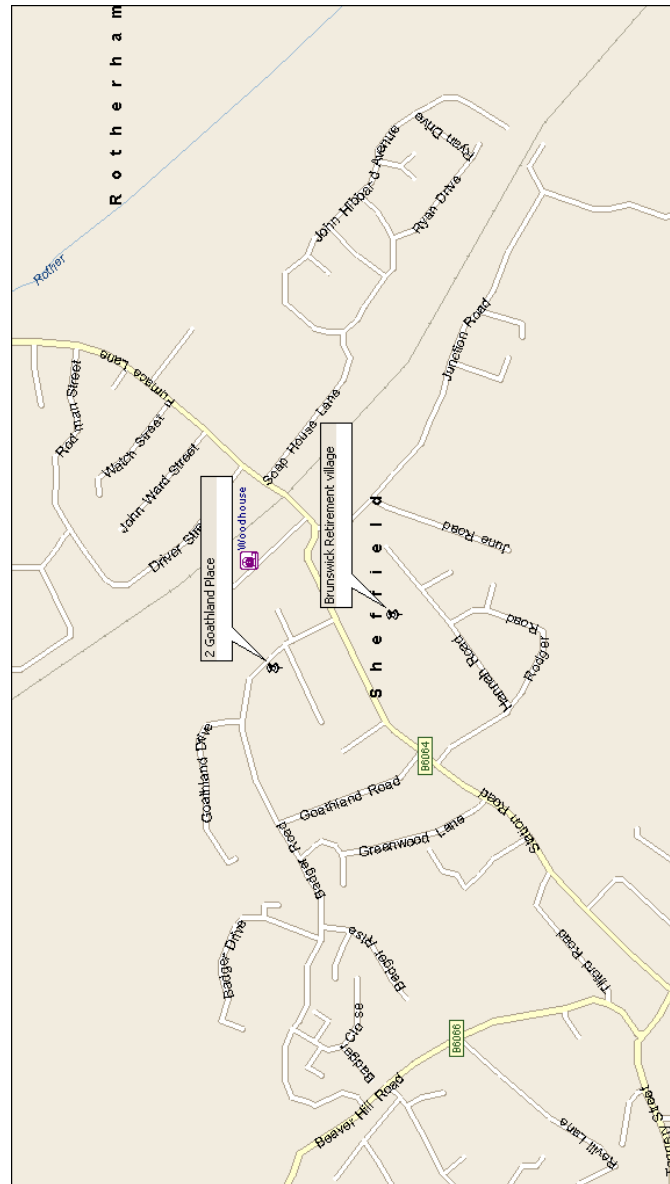 Rotherham
Rother
Furnace Lane
Rodman Street
Watch Street
John Ward Street
Driver Stre
Soap House Lane
John Hibbard Avenue
Ryan Drive
Ryan Drive
Junction Road
June Road
Woodhouse
2 Goathland Place
Brunswick Retirement village
Sheffield
Hannah Road
Rodger Road
Goathland Drive
Goathland Road
B6064
Station Road
Greenwood Lane
Badger Road
Badger Drive
Badger Rise
Badger Close
Badger
Beaver Hill Road
B6066
Tilford Road
Revill Lane
Street